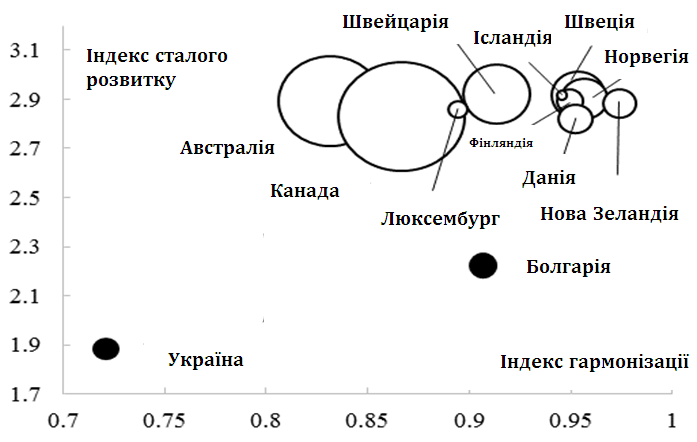 Швейцарія
Швеція
Ісландія
3.1
Індекс сталого
розвитку
Норвегія
2.9
Фінляндія
Австралія
2.7
Данія
Канада
Люксембург
Нова Зеландія
2.5
2.3
Болгарія
2.1
1.9
Україна
Індекс гармонізації
1.7
0.7
0.75
0.8
0.85
0.9
0.95
1